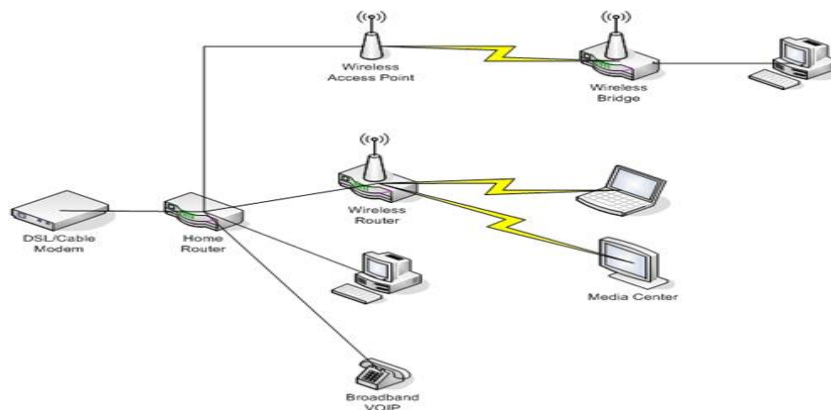 Wireless
Access Point
Wireless
Bridge
Wireless
Router
DSL/Cable
Modem
Home
Router
Media Center
Broadband
VOIP